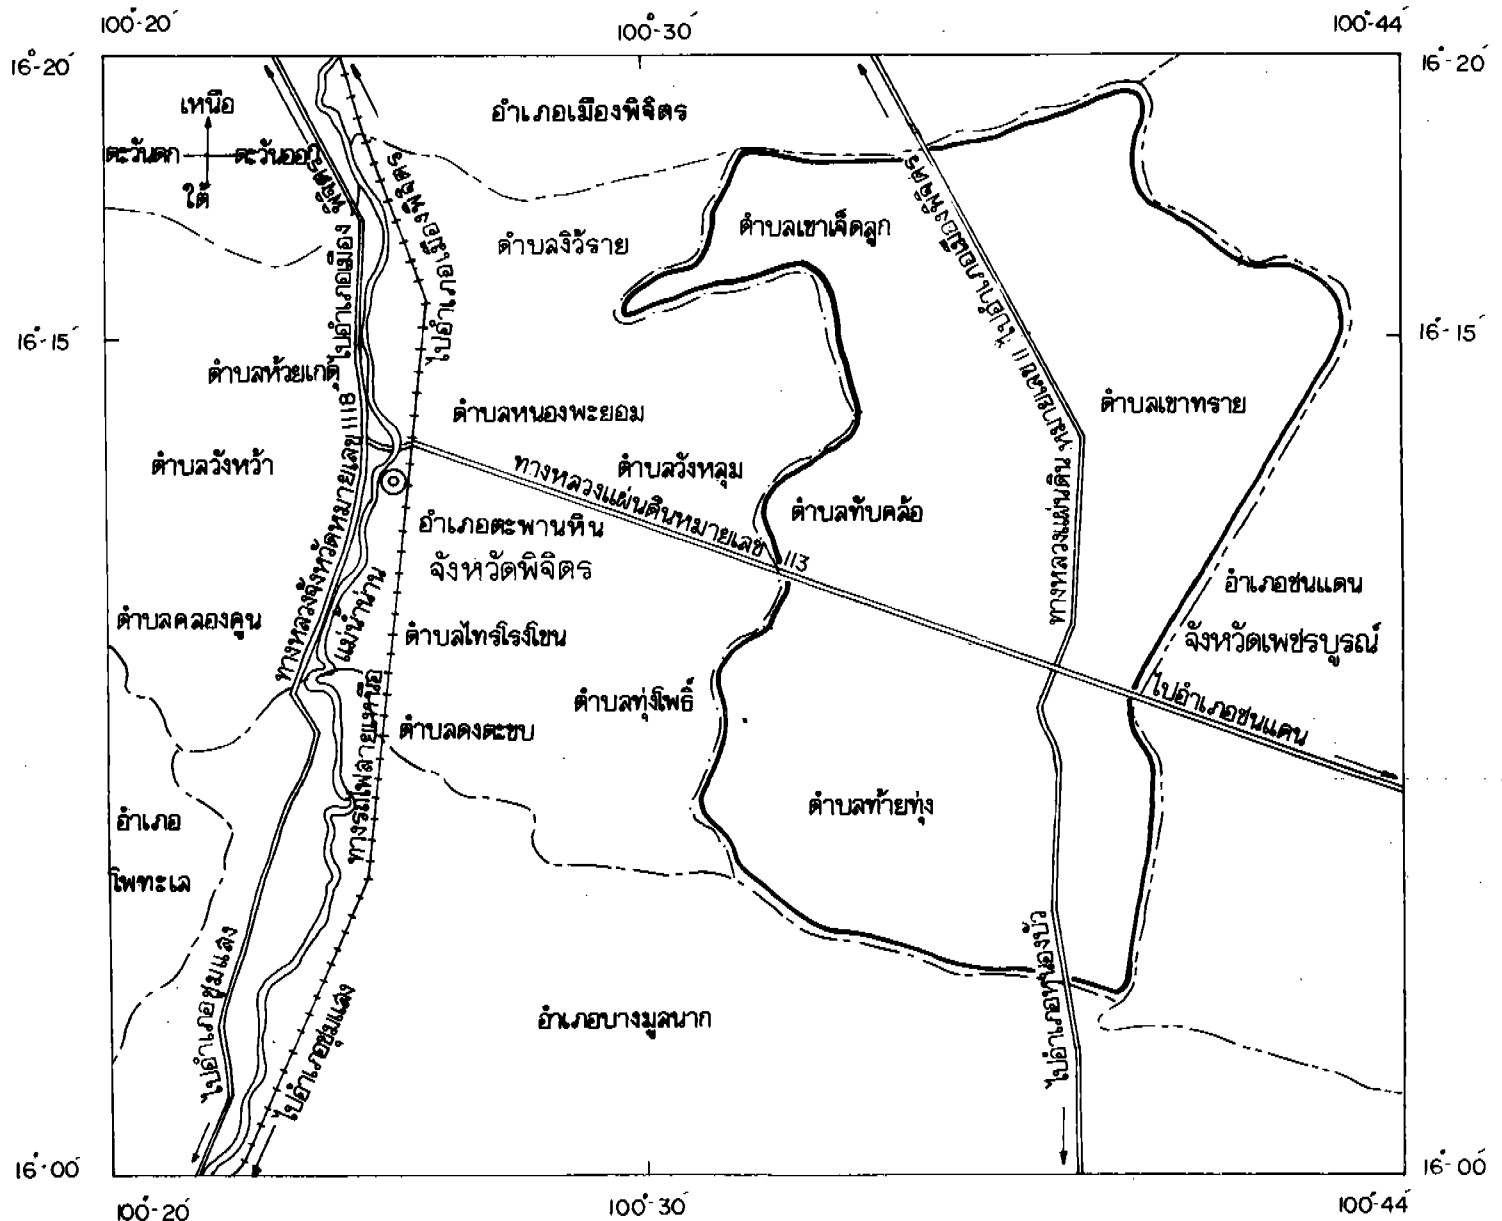 100°-20′
100°-30′
100°-44′
16°-20′
16°-20′
เหนือ
ตะวันตก
ตะวันออก
ใต้
อำเภอเมืองพิจิตร
ตำบลงิ้วราย
ตำบลเขาเจ็ดลูก
16°-15′
16°-15′
ไปอำเภอเมืองพิจิตร
ไปอำเภอเมืองพิจิตร
ทางหลวงแผ่นดิน หมายเลข 11 ไปอำเภอเมืองพิจิตร
ตำบลห้วยเกตุ
ตำบลหนองพะยอม
ตำบลเขาทราย
ตำบลวังหว้า
ตำบลวังหลุม
ทางหลวงแผ่นดินหมายเลข 113
ตำบลทับคล้อ
ทางหลวงจังหวัดหมายเลข 1118
อำเภอตะพานหิน
จังหวัดพิจิตร
อำเภอชนแดน
จังหวัดเพชรบูรณ์
แม่น้ำน่าน
ตำบลคลองคูน
ตำบลไทรโรงโขน
ตำบลทุ่งโพธิ์
ไปอำเภอชนแดน
ตำบลดงตะขบ
ทางรถไฟสายเหนือ
อำเภอ
โพทะเล
ตำบลท้ายทุ่ง
ไปอำเภอชุมแสง
ไปอำเภอชุมแสง
อำเภอบางมูลนาก
ไปอำเภอหนองบัว
16°-00′
16°-00′
100°-20′
100°-30′
100°-44′